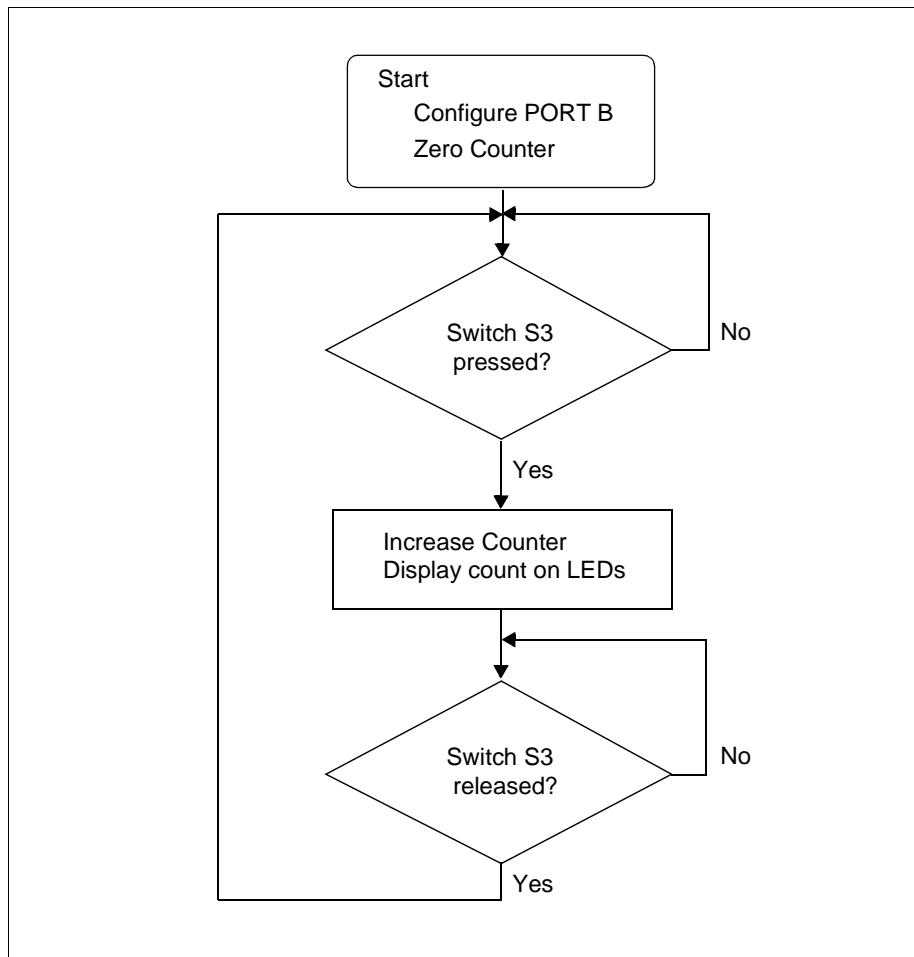 Start
Configure PORT B
Zero Counter
Switch S3
pressed?
No
Yes
Increase Counter
Display count on LEDs
Switch S3
released?
No
Yes